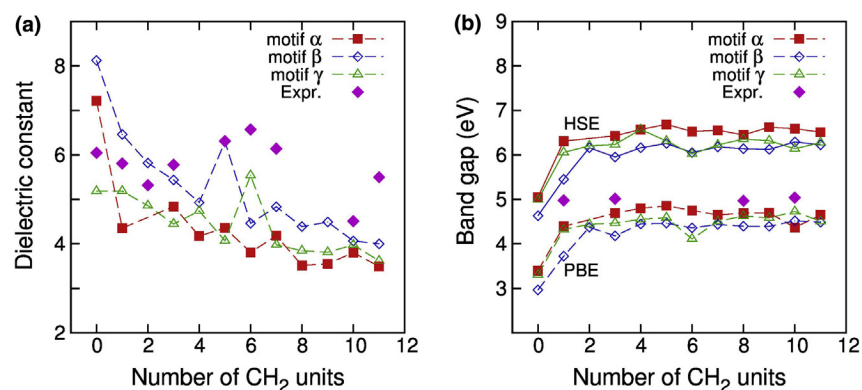 (a)
9
8
6
4
2
Dielectric constant
motif α
motif β
motif γ
Expr.
0 2 4 6 8 10 12
Number of CH2 units
(b)
9
8
7
6
5
4
3
2
Band gap (eV)
motif α
motif β
motif γ
Expr.
HSE
PBE
0 2 4 6 8 10 12
Number of CH2 units